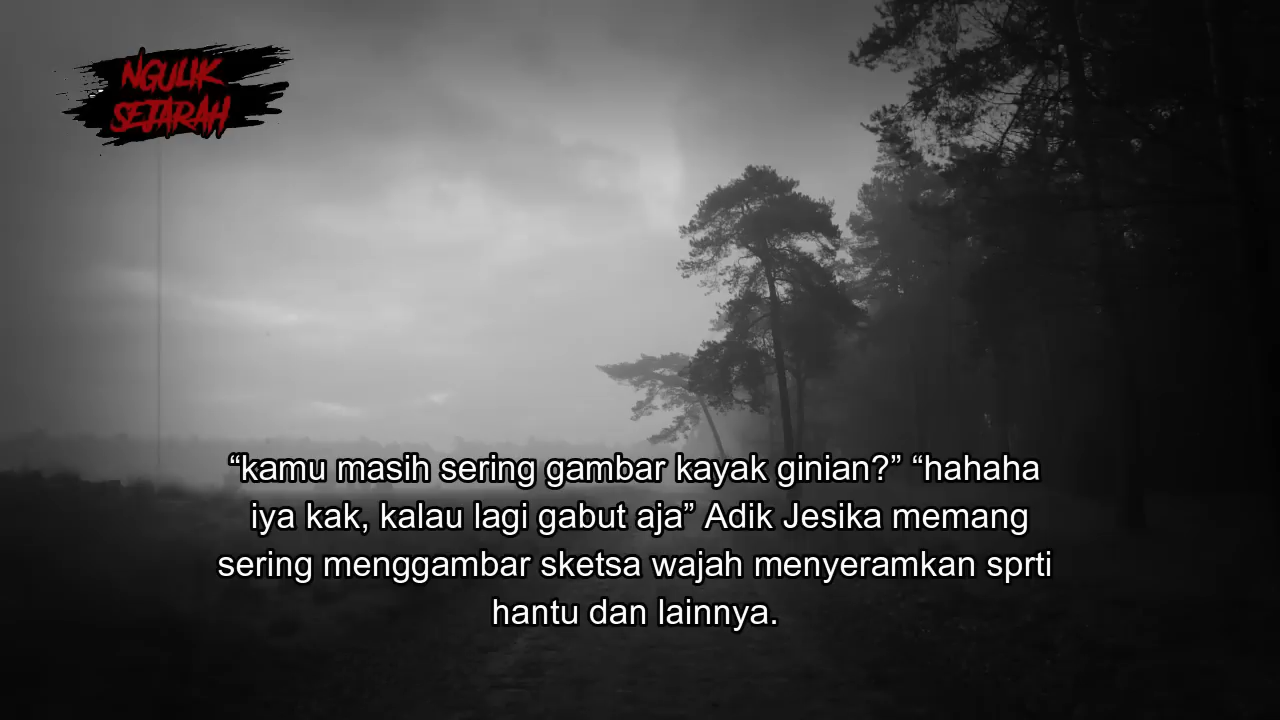 NGULIK
SEJARAH
“kamu masih sering gambar kayak ginian?” “hahaha
iya kak, kalau lagi gabut aja” Adik Jesika memang
sering menggambar sketsa wajah menyeramkan sprti
hantu dan lainnya.